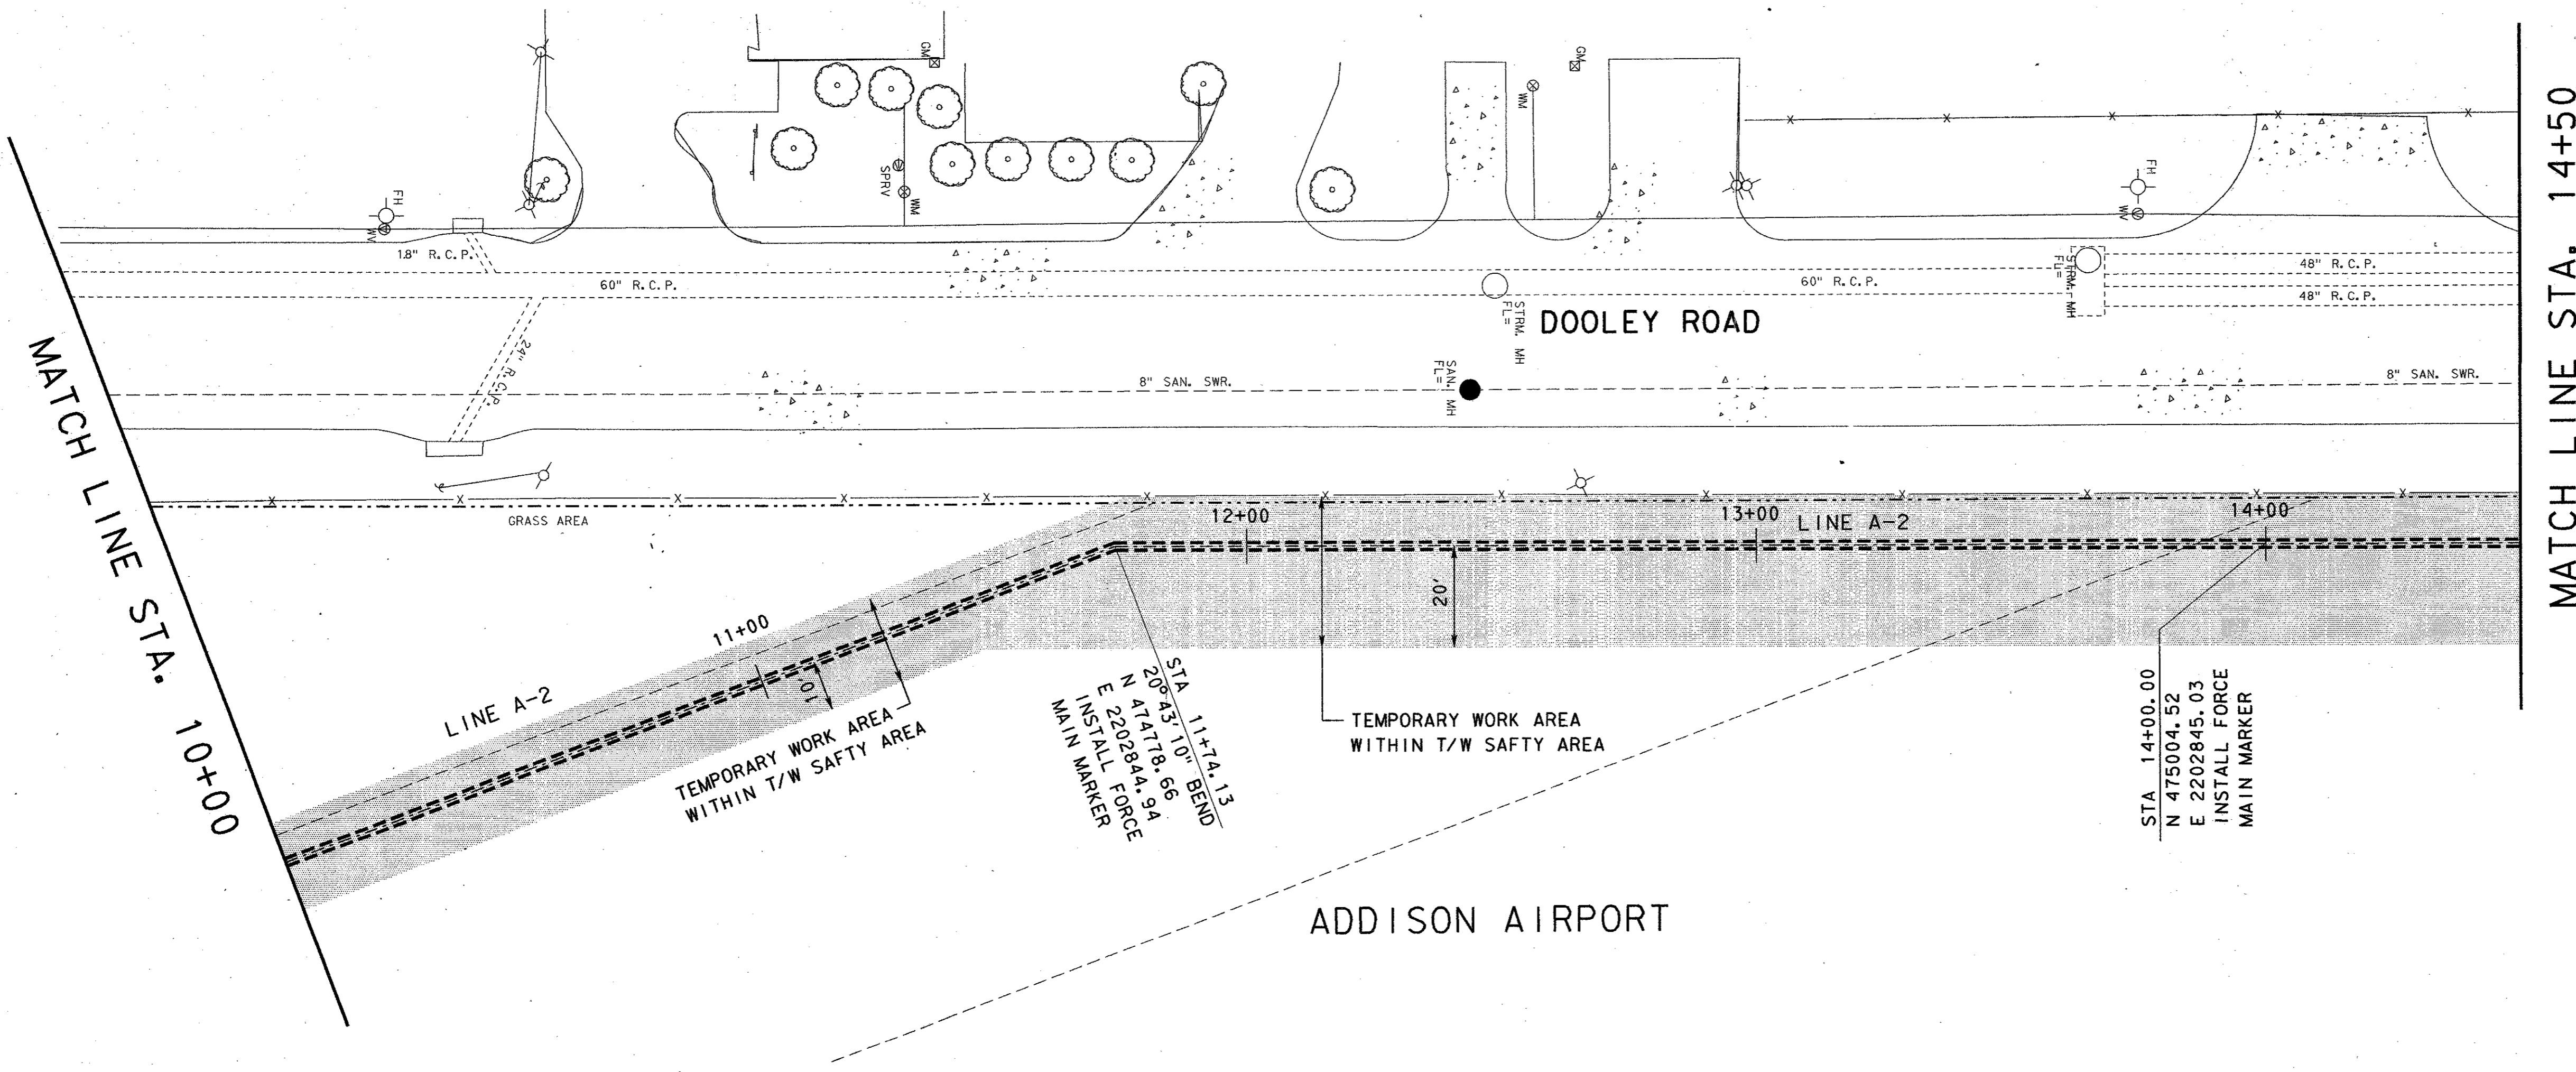 GM
GM
WM
SPRV
WM
FH
WV
FH
WV
18" R.C.P.
60" R.C.P.
60" R.C.P.
48" R.C.P.
48" R.C.P.
STRM. MH
FL=
STRM. MH
FL=
DOOLEY ROAD
24" R.C.P.
8" SAN. SWR.
SAN. MH
FL=
8" SAN. SWR.
MATCH LINE STA. 10+00
MATCH LINE STA. 14+50
GRASS AREA
12+00
13+00
LINE A-2
14+00
20'
11+00
LINE A-2
10'
TEMPORARY WORK AREA
WITHIN T/W SAFTY AREA
STA 11+74.13
20°43'10" BEND
N 474778.66
E 2202844.94
INSTALL FORCE
MAIN MARKER
TEMPORARY WORK AREA
WITHIN T/W SAFTY AREA
STA 14+00.00
N 475004.52
E 2202845.03
INSTALL FORCE
MAIN MARKER
ADDISON AIRPORT